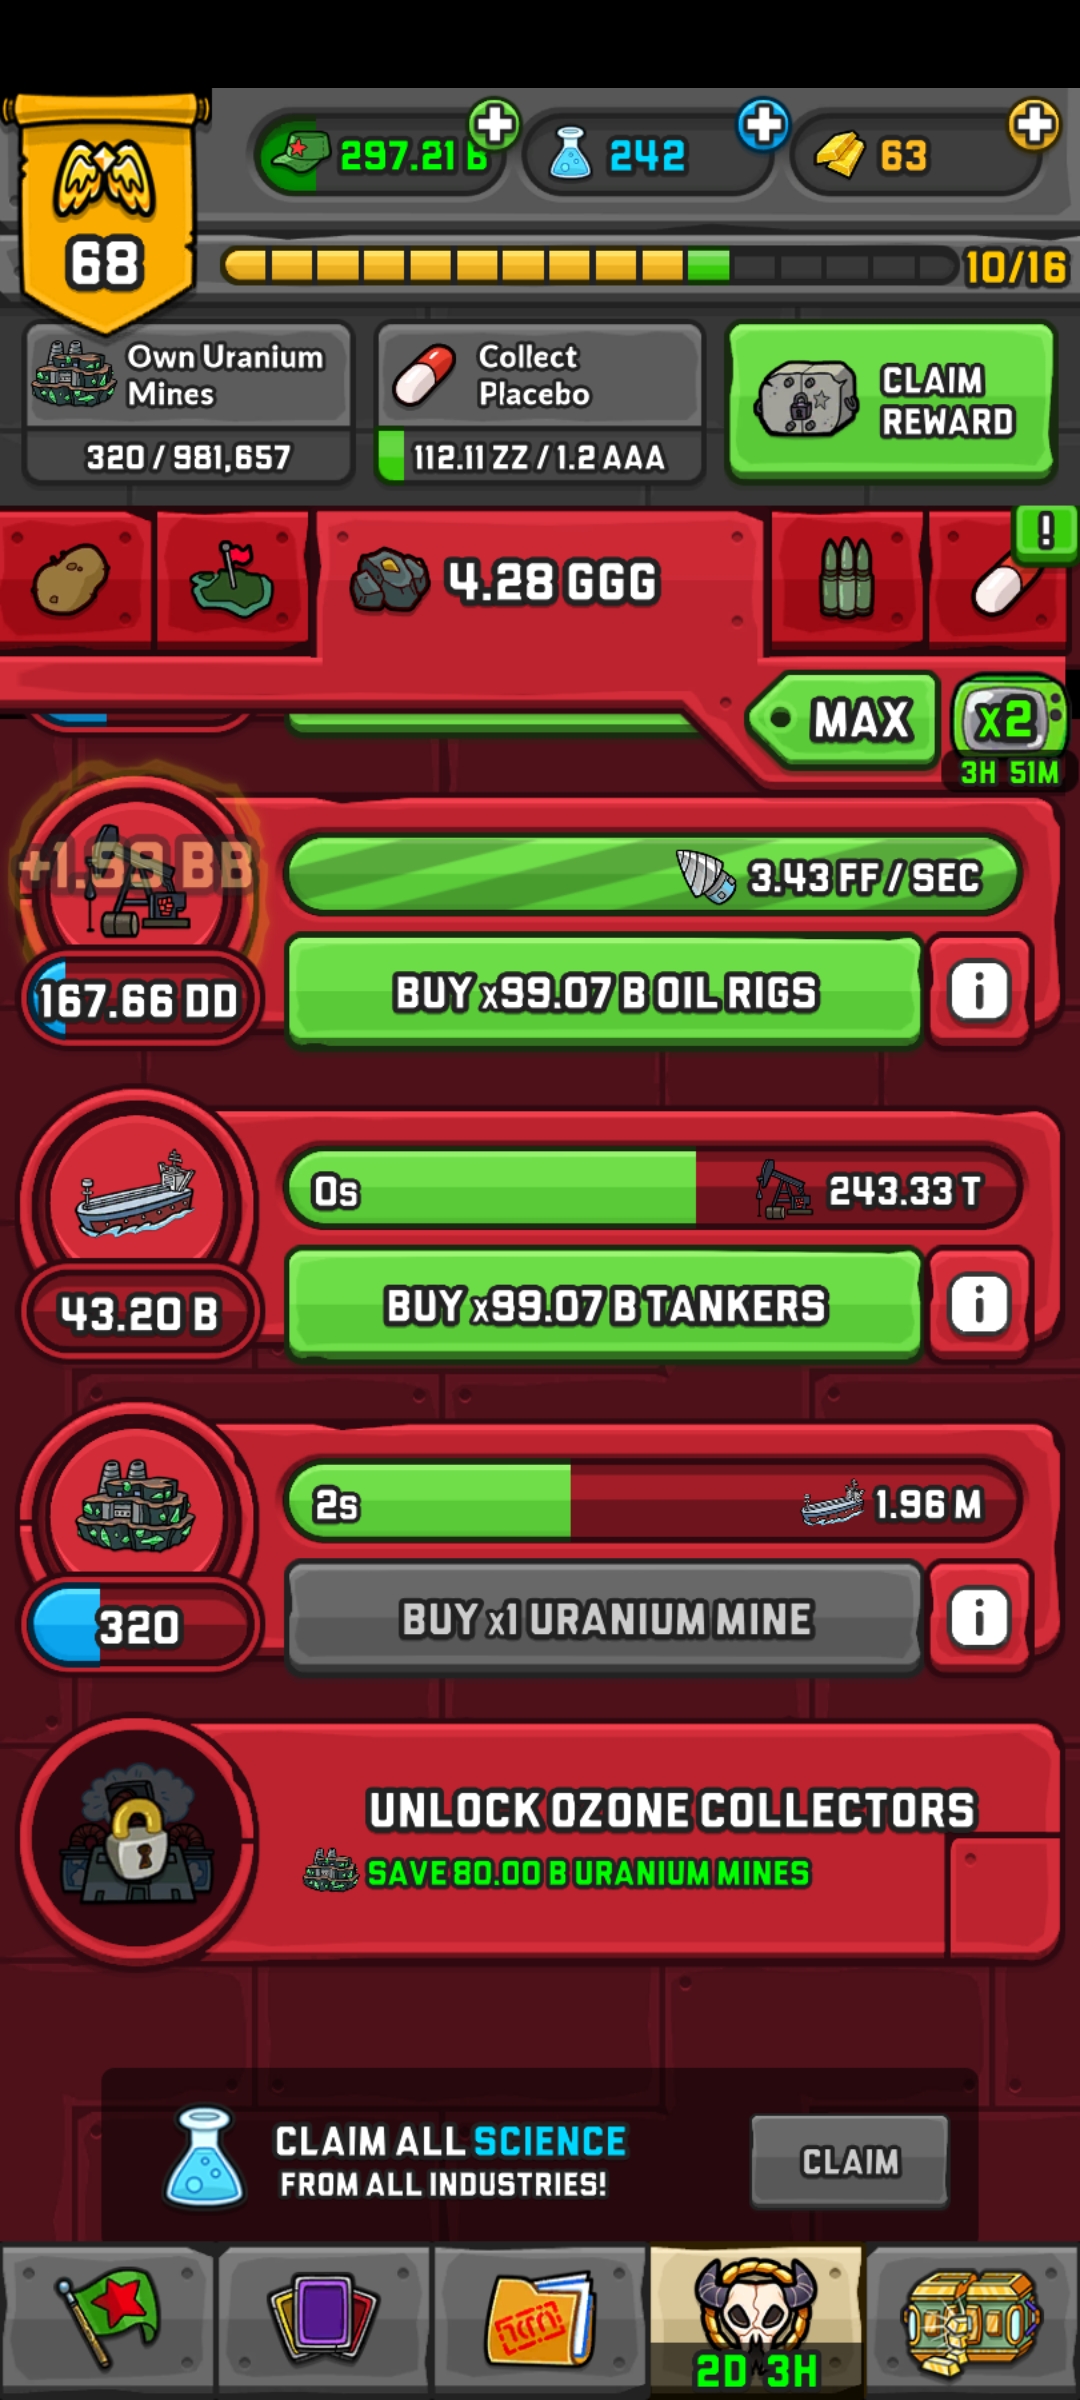 68
297.21 B
242
63
10/16
Own Uranium
Mines
320 / 981,657
Collect
Placebo
112.11 ZZ / 1.2 AAA
CLAIM
REWARD
4.28 GGG
!
MAX
x2
3H 51M
+1.99 BB
3.43 FF / SEC
167.66 DD
BUY x99.07 B OIL RIGS
i
0s
243.33 T
43.20 B
BUY x99.07 B TANKERS
i
2s
1.96 M
320
BUY x1 URANIUM MINE
i
UNLOCK OZONE COLLECTORS
SAVE 80.00 B URANIUM MINES
CLAIM ALL SCIENCE
FROM ALL INDUSTRIES!
CLAIM
2D 3H